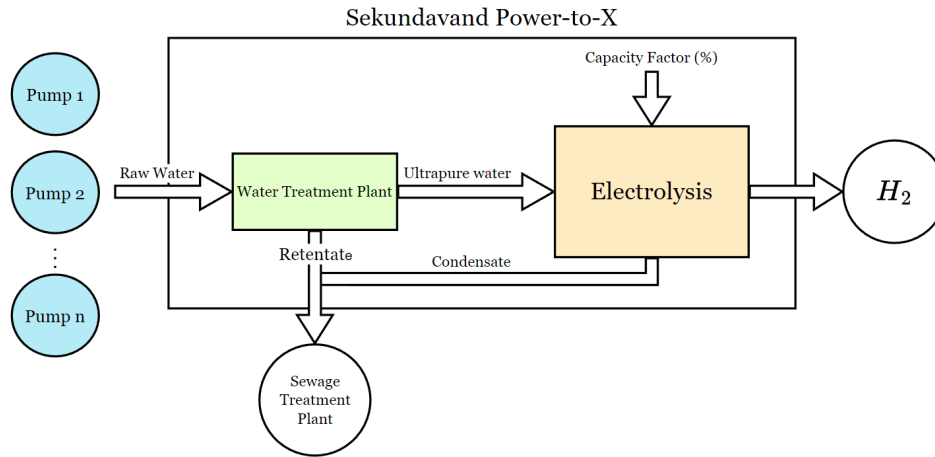 Sekundavand Power-to-X
Capacity Factor (%)
Pump 1
Raw Water
Pump 2
Water Treatment Plant
Ultrapure water
Electrolysis
H2
⋮
Retentate
Condensate
Pump n
Sewage
Treatment
Plant